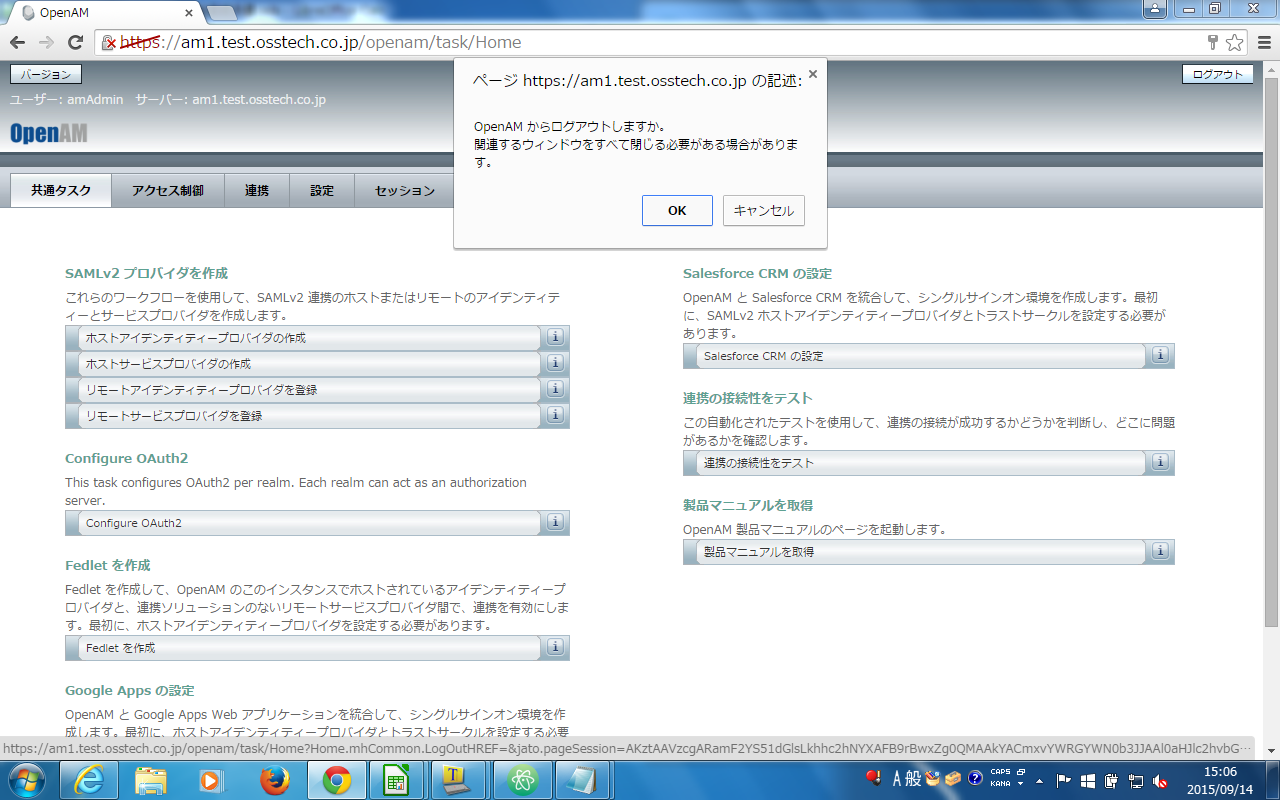 OpenAM
https://am1.test.osstech.co.jp/openam/task/Home
バージョン
ログアウト
ユーザー: amAdmin サーバー: am1.test.osstech.co.jp
OpenAM
ページ https://am1.test.osstech.co.jp の記述:
OpenAM からログアウトしますか。
関連するウィンドウをすべて閉じる必要がある場合がありま
す。
OK キャンセル
共通タスク アクセス制御 連携 設定 セッション
SAMLv2 プロバイダを作成
これらのワークフローを使用して、SAMLv2 連携のホストまたはリモートのアイデンティテ
ィーとサービスプロバイダを作成します。
ホストアイデンティティープロバイダの作成
ホストサービスプロバイダの作成
リモートアイデンティティープロバイダを登録
リモートサービスプロバイダを登録
Configure OAuth2
This task configures OAuth2 per realm. Each realm can act as an authorization
server.
Configure OAuth2
Fedlet を作成
Fedlet を作成して、OpenAM のこのインスタンスでホストされているアイデンティティープ
ロバイダと、連携ソリューションのないリモートサービスプロバイダ間で、連携を有効にしま
す。最初に、ホストアイデンティティープロバイダを設定する必要があります。
Fedlet を作成
Google Apps の設定
OpenAM と Google Apps Web アプリケーションを統合して、シングルサインオン環境を作
成します。最初に、ホストアイデンティティープロバイダとトラストサークルを設定する必要
Salesforce CRM の設定
OpenAM と Salesforce CRM を統合して、シングルサインオン環境を作成します。最初
に、SAMLv2 ホストアイデンティティープロバイダとトラストサークルを設定する必要が
あります。
Salesforce CRM の設定
連携の接続性をテスト
この自動化されたテストを使用して、連携の接続が成功するかどうかを判断し、どこに問題
があるかを確認します。
連携の接続性をテスト
製品マニュアルを取得
OpenAM 製品マニュアルのページを起動します。
製品マニュアルを取得
https://am1.test.osstech.co.jp/openam/task/Home?Home.mhCommon.LogOutHREF=&jato.pageSession=AKztAAVzcgARamF2YS51dGlsLkhhc2hNYXAFB9rBwxZg0QMAAkYACmxvYWRGYWN0b3JJAAl0aHJlc2hvbG…
A 般 CAPS KANA
15:06
2015/09/14